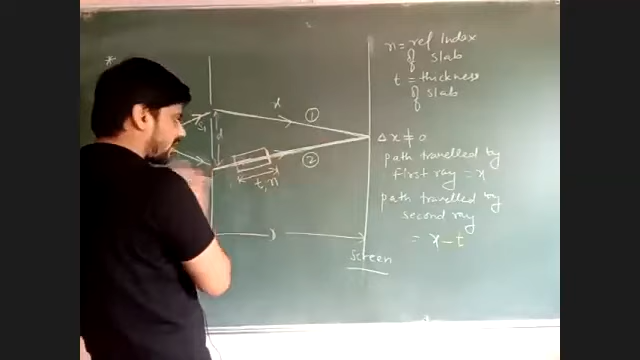 *
n = ref Index
of slab
t = thickness
of slab
S1
x
①
d
②
t, n
Δx ≠ 0
path travelled by
first ray = x
path travelled by
second ray
= x - t
Screen